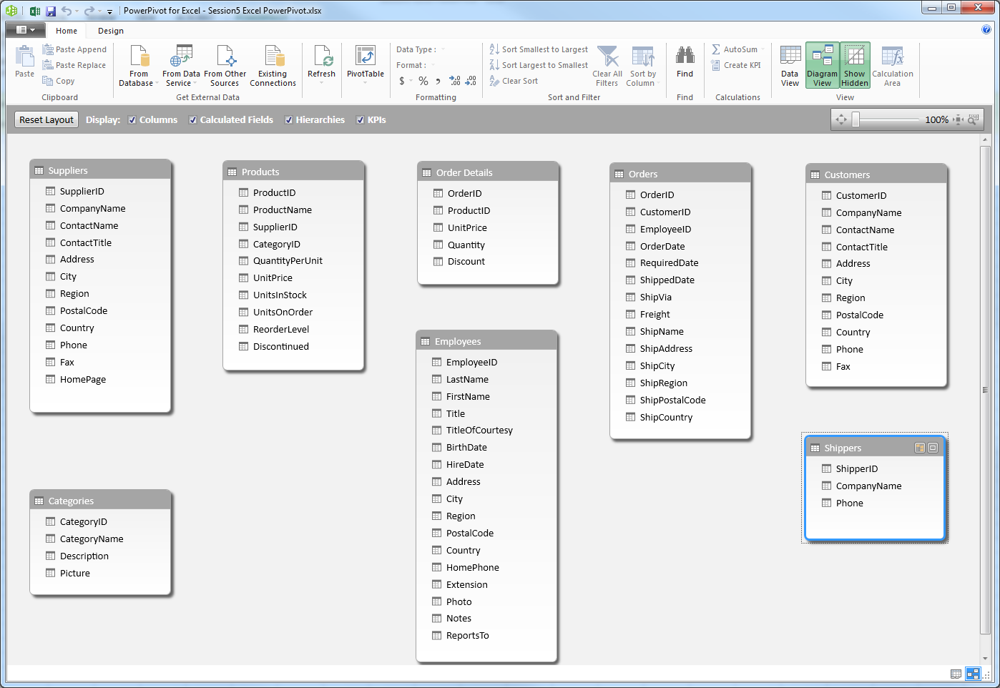 PowerPivot for Excel - Session5 Excel PowerPivot.xlsx
Home
Design
Paste
Paste Append
Paste Replace
Copy
Clipboard
From
Database
From Data
Service
From Other
Sources
Existing
Connections
Get External Data
Refresh
PivotTable
Data Type :
Format :
$ % ,
.00
.00
Formatting
Sort Smallest to Largest
Sort Largest to Smallest
Clear Sort
Clear All
Filters
Sort by
Column
Sort and Filter
Find
Find
AutoSum
Create KPI
Calculations
Data
View
Diagram
View
Show
Hidden
Calculation
Area
View
Reset Layout
Display:
Columns
Calculated Fields
Hierarchies
KPIs
100%
Suppliers
SupplierID
CompanyName
ContactName
ContactTitle
Address
City
Region
PostalCode
Country
Phone
Fax
HomePage
Products
ProductID
ProductName
SupplierID
CategoryID
QuantityPerUnit
UnitPrice
UnitsInStock
UnitsOnOrder
ReorderLevel
Discontinued
Order Details
OrderID
ProductID
UnitPrice
Quantity
Discount
Orders
OrderID
CustomerID
EmployeeID
OrderDate
RequiredDate
ShippedDate
ShipVia
Freight
ShipName
ShipAddress
ShipCity
ShipRegion
ShipPostalCode
ShipCountry
Customers
CustomerID
CompanyName
ContactName
ContactTitle
Address
City
Region
PostalCode
Country
Phone
Fax
Employees
EmployeeID
LastName
FirstName
Title
TitleOfCourtesy
BirthDate
HireDate
Address
City
Region
PostalCode
Country
HomePhone
Extension
Photo
Notes
ReportsTo
Shippers
ShipperID
CompanyName
Phone
Categories
CategoryID
CategoryName
Description
Picture